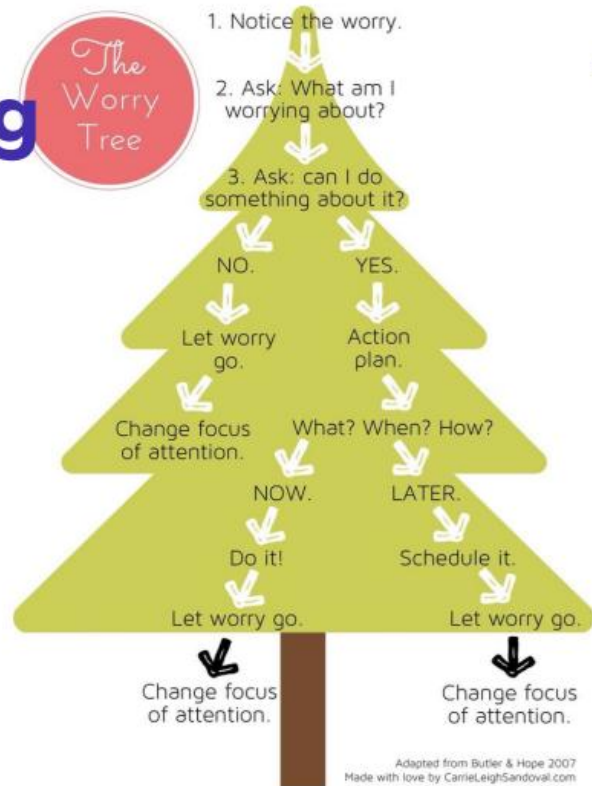 The
Worry
Tree
g
1. Notice the worry.
2. Ask: What am I
worrying about?
3. Ask: can I do
something about it?
NO.
YES.
Let worry
go.
Action
plan.
Change focus
of attention.
What? When? How?
NOW.
LATER.
Do it!
Schedule it.
Let worry go.
Let worry go.
Change focus
of attention.
Change focus
of attention.
Adapted from Butler & Hope 2007
Made with love by CarrieLeighSandoval.com